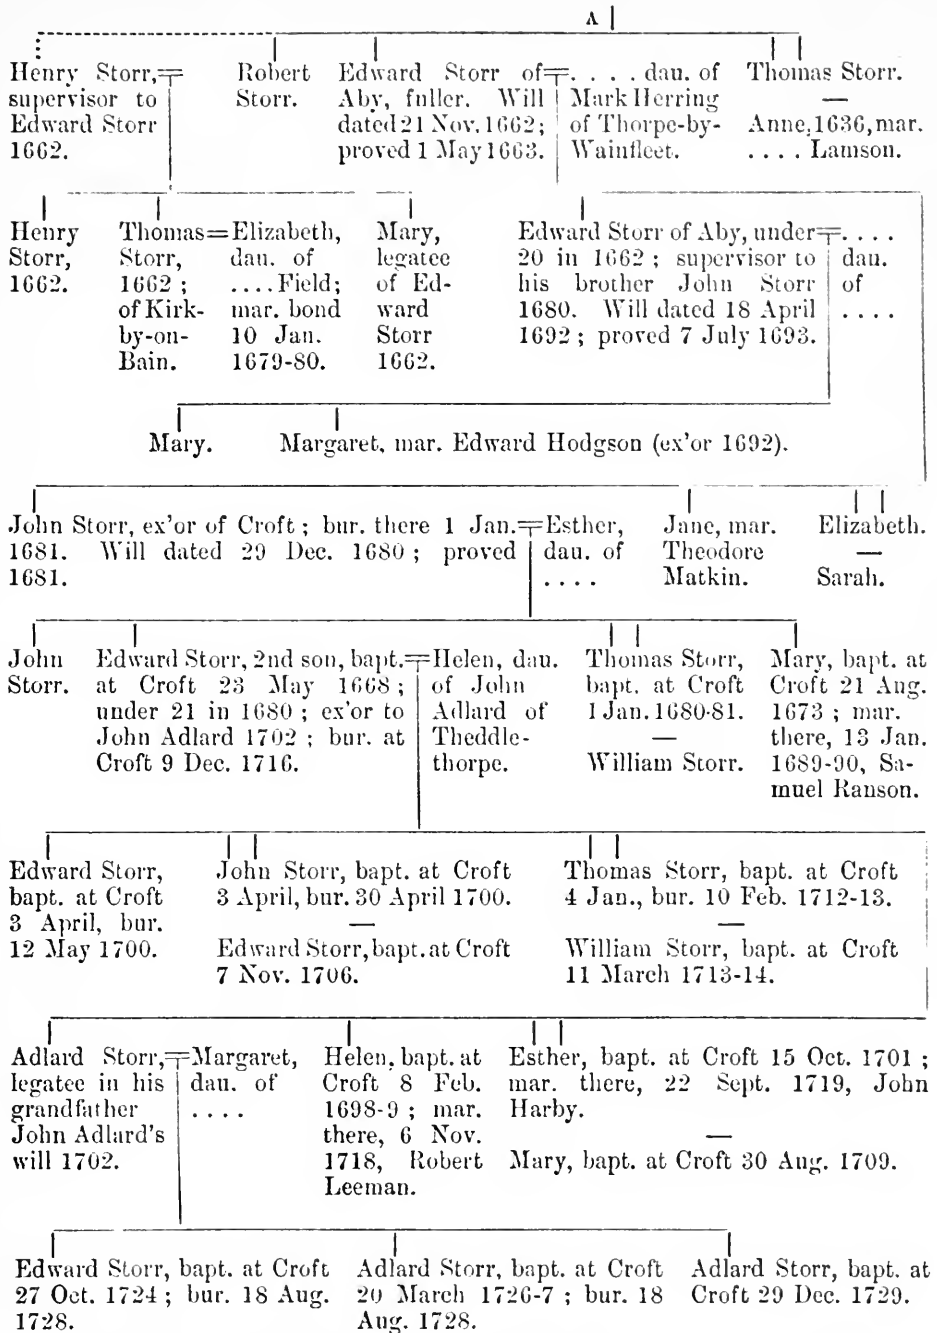 A
Henry Storr,
supervisor to
Edward Storr
1662.
Robert
Storr.
Edward Storr of
Aby, fuller. Will
dated 21 Nov. 1662;
proved 1 May 1663.
. . . . dau. of
Mark Herring
of Thorpe-by-
Wainfleet.
Thomas Storr.
—
Anne, 1636, mar.
. . . . Lamson.
Henry
Storr,
1662.
Thomas=
Storr,
1662;
of Kirk-
by-on-
Bain.
Elizabeth,
dau. of
. . . . Field;
mar. bond
10 Jan.
1679-80.
Mary,
legatee
of Ed-
ward
Storr
1662.
Edward Storr of Aby, under
20 in 1662; supervisor to
his brother John Storr
1680. Will dated 18 April
1692; proved 7 July 1693.
. . . .
dau.
of
. . . .
Mary.
Margaret, mar. Edward Hodgson (ex'or 1692).
John Storr, ex'or of Croft; bur. there 1 Jan.
1681. Will dated 29 Dec. 1680; proved
1681.
Esther,
dau. of
. . . .
Jane, mar.
Theodore
Matkin.
Elizabeth.
—
Sarah.
John
Storr.
Edward Storr, 2nd son, bapt.
at Croft 23 May 1668;
under 21 in 1680; ex'or to
John Adlard 1702; bur. at
Croft 9 Dec. 1716.
Helen, dau.
of John
Adlard of
Theddle-
thorpe.
Thomas Storr,
bapt. at Croft
1 Jan. 1680-81.
—
William Storr.
Mary, bapt. at
Croft 21 Aug.
1673; mar.
there, 13 Jan.
1689-90, Sa-
muel Ranson.
Edward Storr,
bapt. at Croft
3 April, bur.
12 May 1700.
John Storr, bapt. at Croft
3 April, bur. 30 April 1700.
—
Edward Storr, bapt. at Croft
7 Nov. 1706.
Thomas Storr, bapt. at Croft
4 Jan., bur. 10 Feb. 1712-13.
—
William Storr, bapt. at Croft
11 March 1713-14.
Adlard Storr,
legatee in his
grandfather
John Adlard's
will 1702.
Margaret,
dau. of
. . . .
Helen, bapt. at
Croft 8 Feb.
1698-9; mar.
there, 6 Nov.
1718, Robert
Leeman.
Esther, bapt. at Croft 15 Oct. 1701;
mar. there, 22 Sept. 1719, John
Harby.
—
Mary, bapt. at Croft 30 Aug. 1709.
Edward Storr, bapt. at Croft
27 Oct. 1724; bur. 18 Aug.
1728.
Adlard Storr, bapt. at Croft
20 March 1726-7; bur. 18
Aug. 1728.
Adlard Storr, bapt. at
Croft 29 Dec. 1729.